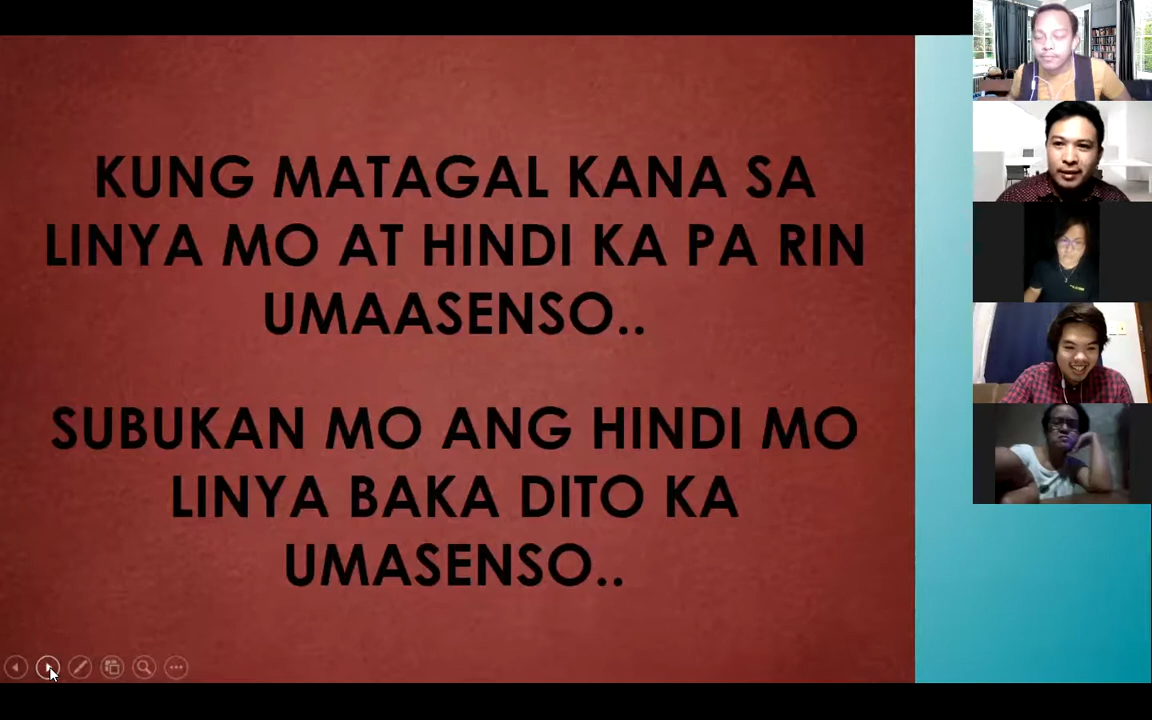 KUNG MATAGAL KANA SA
LINYA MO AT HINDI KA PA RIN
UMAASENSO..
SUBUKAN MO ANG HINDI MO
LINYA BAKA DITO KA
UMASENSO..